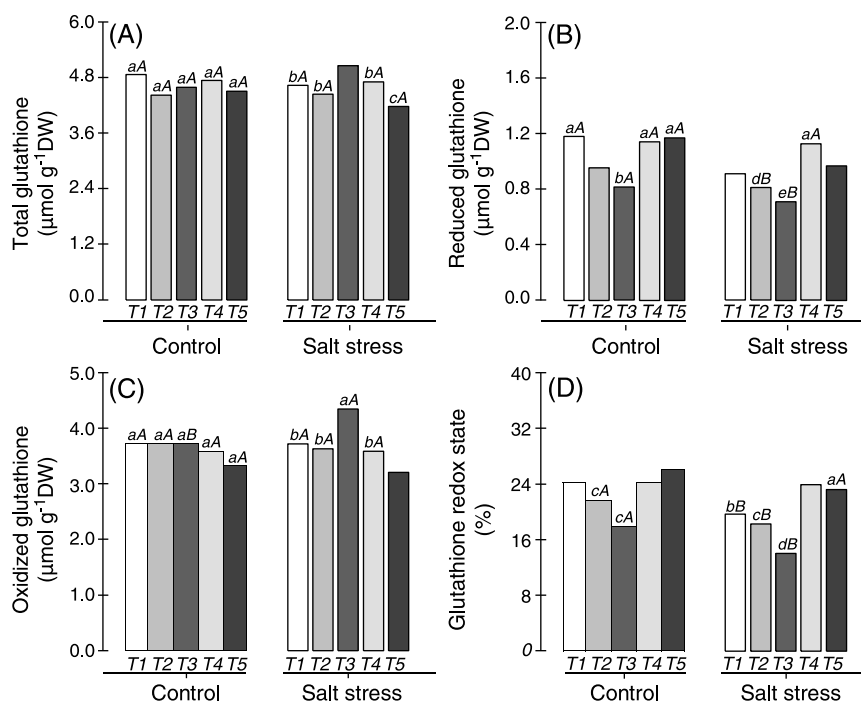 (A)
Total glutathione
(µmol g⁻¹DW)
6.0
4.8
3.6
2.4
1.2
0.0
aA aA aA aA aA
bA bA bA cA
T1 T2 T3 T4 T5
T1 T2 T3 T4 T5
Control
Salt stress
(B)
Reduced glutathione
(µmol g⁻¹DW)
2.0
1.6
1.2
0.8
0.4
0.0
aA bA aA aA
dB eB aA
T1 T2 T3 T4 T5
T1 T2 T3 T4 T5
Control
Salt stress
(C)
Oxidized glutathione
(µmol g⁻¹DW)
5.0
4.0
3.0
2.0
1.0
0.0
aA aA aB aA aA
bA bA aA bA
T1 T2 T3 T4 T5
T1 T2 T3 T4 T5
Control
Salt stress
(D)
Glutathione redox state
(%)
40
32
24
16
8
0
cA cA
bB cB dB aA
T1 T2 T3 T4 T5
T1 T2 T3 T4 T5
Control
Salt stress